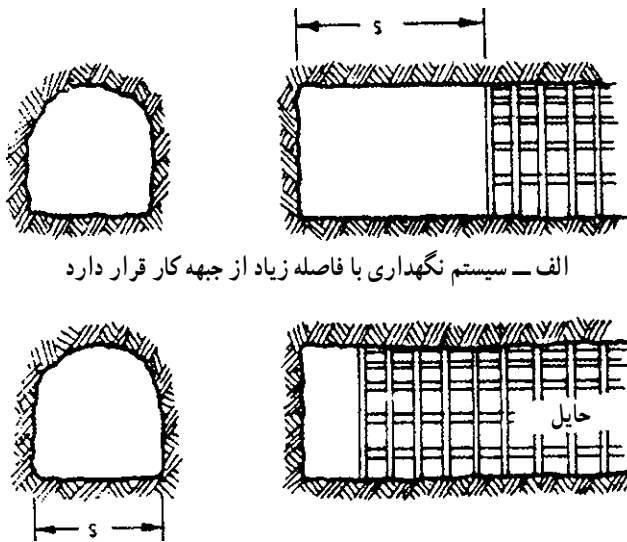 s
الف ـ سیستم نگهداری با فاصله زیاد از جبهه کار قرار دارد
حایل
s